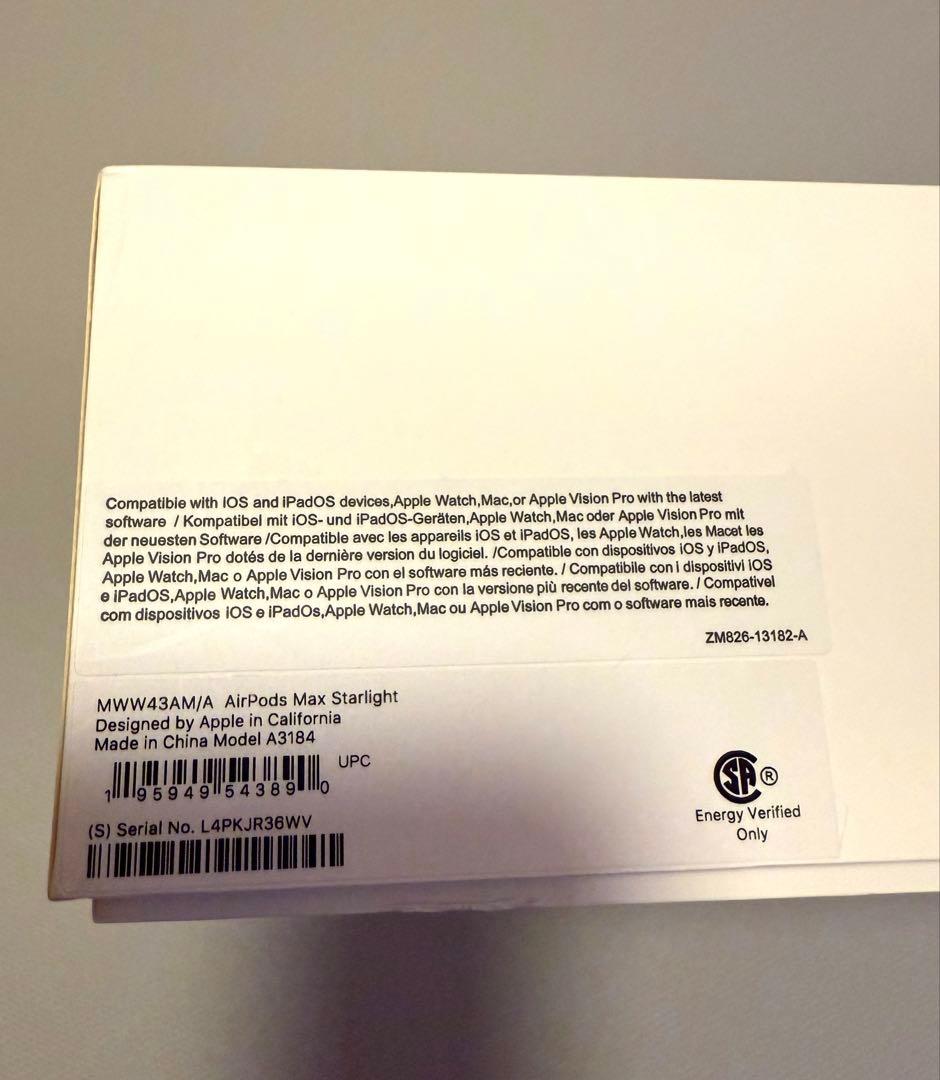 Compatible with IOS and iPadOS devices,Apple Watch,Mac,or Apple Vision Pro with the latest
software / Kompatibel mit iOS- und iPadOS-Geräten,Apple Watch,Mac oder Apple Vision Pro mit
der neuesten Software /Compatible avec les appareils iOS et iPadOS, les Apple Watch,les Macet les
Apple Vision Pro dotés de la dernière version du logiciel. /Compatible con dispositivos iOS y iPadOS,
Apple Watch,Mac o Apple Vision Pro con el software más reciente. / Compatibile con i dispositivi iOS
e iPadOS,Apple Watch,Mac o Apple Vision Pro con la versione più recente del software. / Compatível
com dispositivos iOS e iPadOs,Apple Watch,Mac ou Apple Vision Pro com o software mais recente.
ZM826-13182-A
MWW43AM/A AirPods Max Starlight
Designed by Apple in California
Made in China Model A3184
UPC
1 95949 54389 0
(S) Serial No. L4PKJR36WV
SA ®
Energy Verified
Only